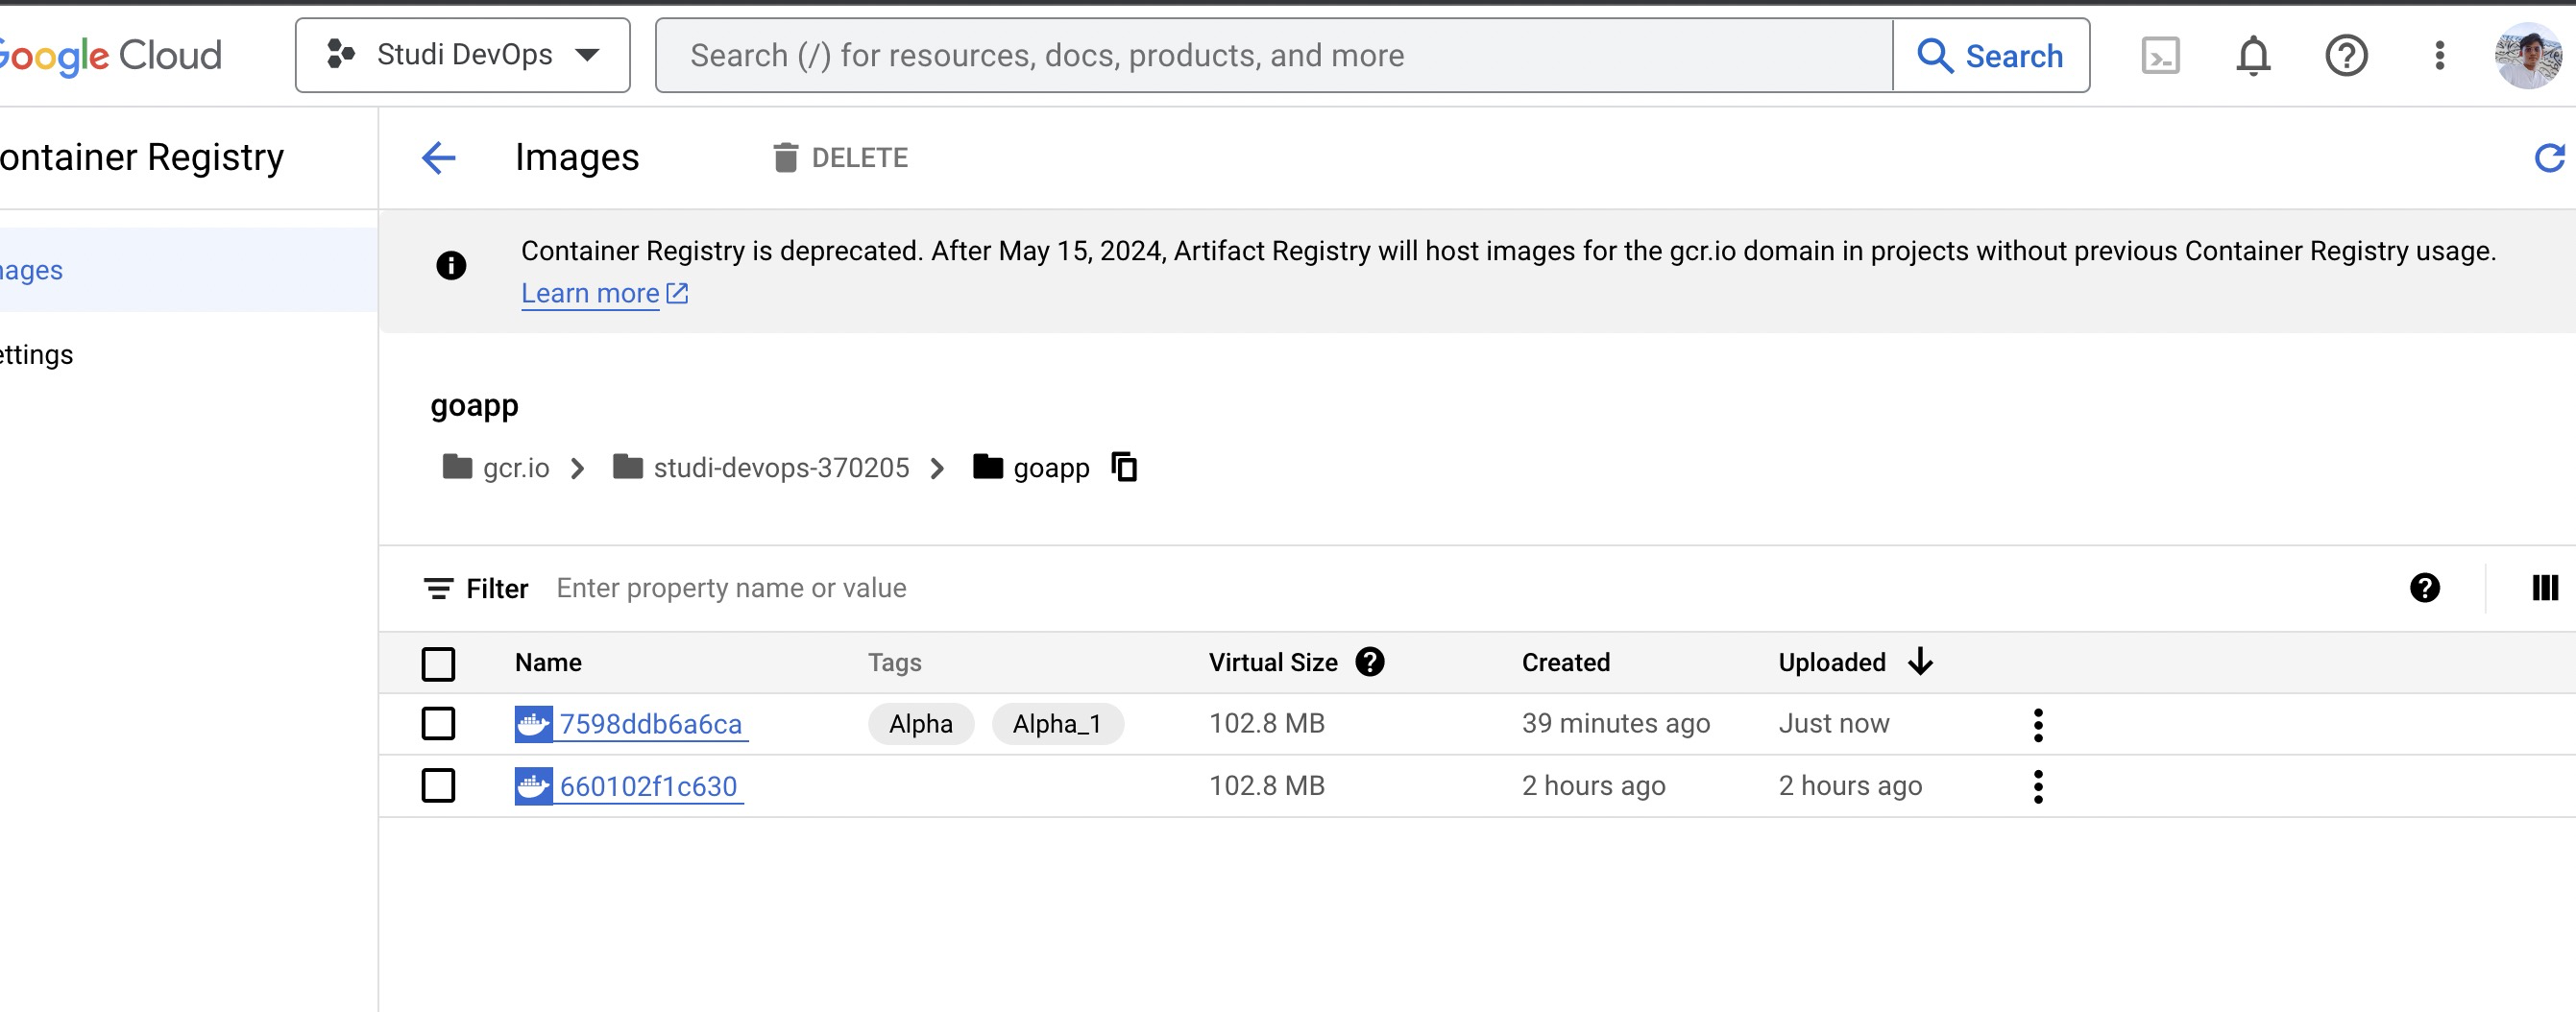 Google Cloud
Studi DevOps
Search (/) for resources, docs, products, and more
Search
ontainer Registry
Images
DELETE
ages
ettings
Container Registry is deprecated. After May 15, 2024, Artifact Registry will host images for the gcr.io domain in projects without previous Container Registry usage.
Learn more
goapp
gcr.io > studi-devops-370205 > goapp
Filter Enter property name or value
Name Tags Virtual Size Created Uploaded
7598ddb6a6ca Alpha Alpha_1 102.8 MB 39 minutes ago Just now
660102f1c630 102.8 MB 2 hours ago 2 hours ago